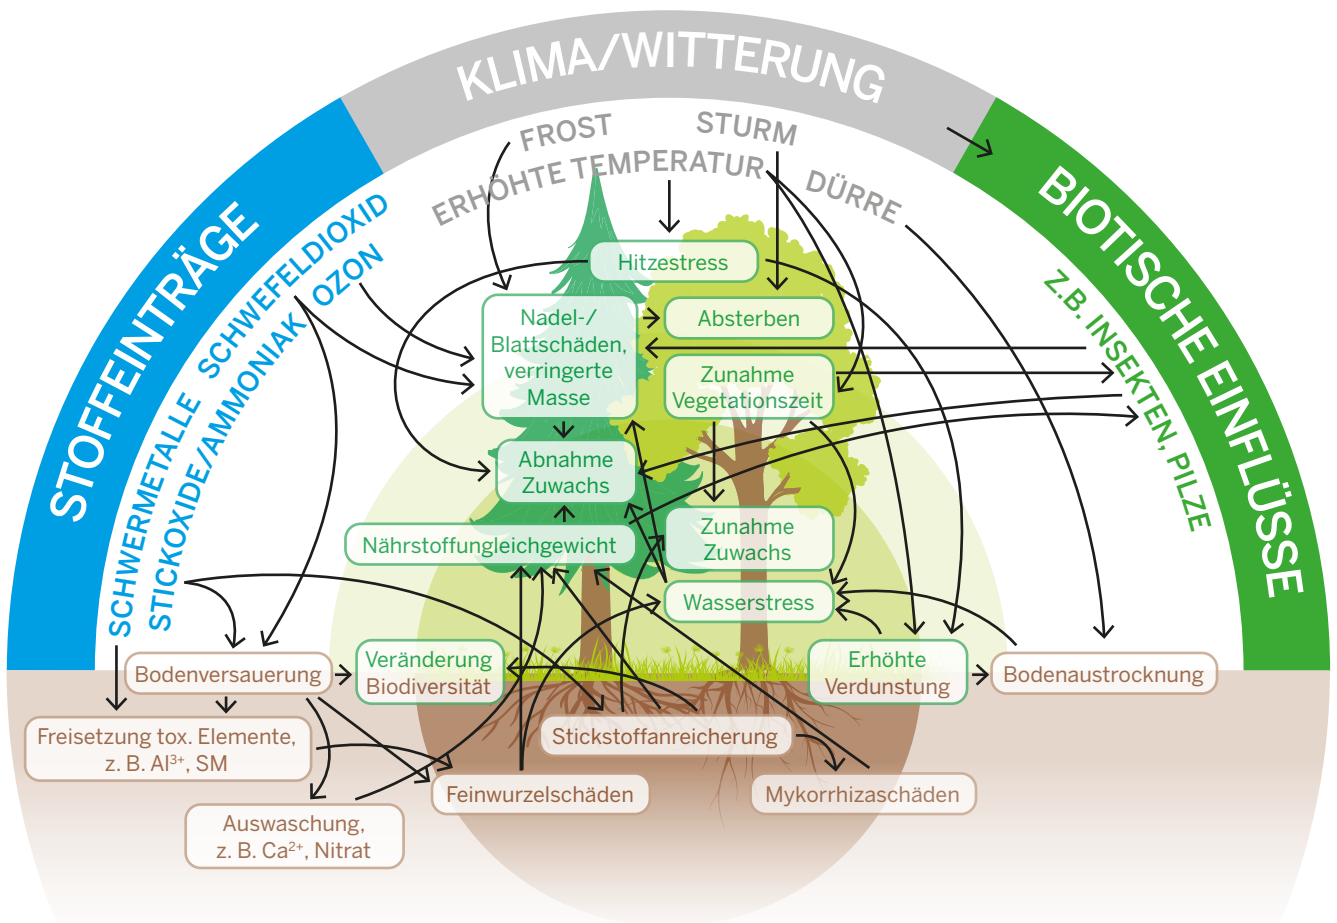 KLIMA/WITTERUNG
FROST
STURM
ERHÖHTE TEMPERATUR
DÜRRE
STOFFEINTRÄGE
SCHWERMETALLE SCHWEFELDIOXID
STICKOXIDE/AMMONIAK OZON
BIOTISCHE EINFLÜSSE
Z.B. INSEKTEN, PILZE
Hitzestress
Nadel-/
Blattschäden,
verringerte
Masse
Absterben
Zunahme
Vegetationszeit
Abnahme
Zuwachs
Zunahme
Zuwachs
Nährstoffungleichgewicht
Wasserstress
Bodenversauerung
Veränderung
Biodiversität
Erhöhte
Verdunstung
Bodenaustrocknung
Freisetzung tox. Elemente,
z. B. Al³⁺, SM
Stickstoffanreicherung
Feinwurzelschäden
Mykorrhizaschäden
Auswaschung,
z. B. Ca²⁺, Nitrat